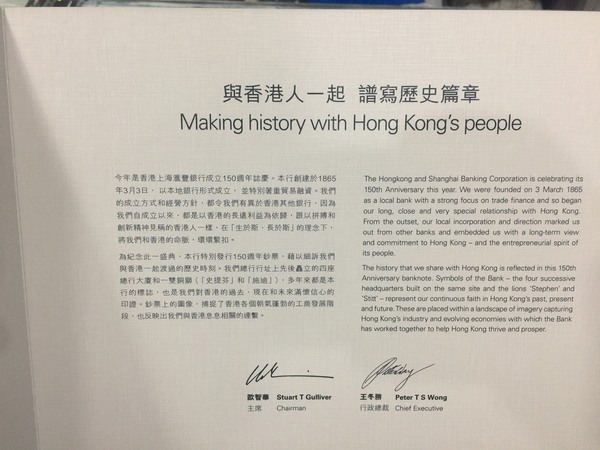 與香港人一起 譜寫歷史篇章
Making history with Hong Kong's people
今年是香港上海滙豐銀行成立150週年誌慶。本行創建於1865
年3月3日，以本地銀行形式成立，並特別著重貿易融資。我們
的成立方式和經營方針，都令我們有異於香港其他銀行，因為
我們自成立以來，都是以香港的長遠利益為依歸，跟以拼搏和
創新精神見稱的香港人一樣，在「生於斯，長於斯」的理念下，
將我們和香港的命脈，環環緊扣。
為紀念此一盛典，本行特別發行150週年鈔票，藉以細訴我們
與香港一起渡過的歷史時刻。我們總行行址上先後矗立的四座
總行大廈和一雙銅獅(「史提芬」和「施迪」)，多年來都是本
行的標誌，也是我們對香港的過去、現在和未來滿懷信心的
印證。鈔票上的圖像，捕捉了香港各個朝氣蓬勃的工商發展階
段，也反映出我們與香港息息相關的連繫。
The Hongkong and Shanghai Banking Corporation is celebrating its
150th Anniversary this year. We were founded on 3 March 1865
as a local bank with a strong focus on trade finance and so began
our long, close and very special relationship with Hong Kong.
From the outset, our local incorporation and direction marked us
out from other banks and embedded us with a long-term view
and commitment to Hong Kong – and the entrepreneurial spirit of
its people.
The history that we share with Hong Kong is reflected in this 150th
Anniversary banknote. Symbols of the Bank – the four successive
headquarters built on the same site and the lions 'Stephen' and
'Stitt' – represent our continuous faith in Hong Kong's past, present
and future. These are placed within a landscape of imagery capturing
Hong Kong's industry and evolving economies with which the Bank
has worked together to help Hong Kong thrive and prosper.
歐智華 Stuart T Gulliver
主席 Chairman
王冬勝 Peter T S Wong
行政總裁 Chief Executive